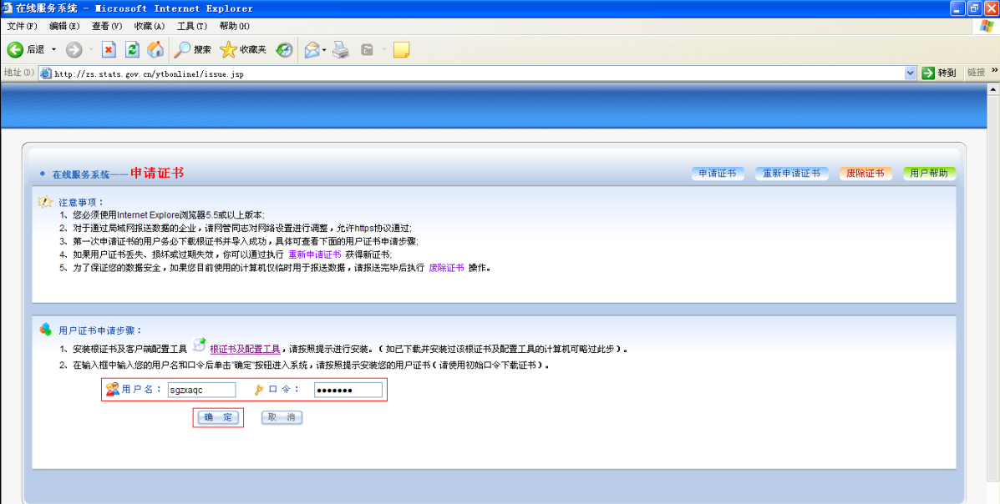 在线服务系统 - Microsoft Internet Explorer
文件(F) 编辑(E) 查看(V) 收藏(A) 工具(T) 帮助(H)
后退 搜索 收藏夹
地址(D) http://zs.stats.gov.cn/ytbonline1/issue.jsp 转到 链接 »
• 在线服务系统——申请证书 申请证书 重新申请证书 废除证书 用户帮助
注意事项：
1、您必须使用Internet Explore浏览器5.5或以上版本;
2、对于通过局域网报送数据的企业，请网管同志对网络设置进行调整，允许https协议通过;
3、第一次申请证书的用户务必下载根证书并导入成功，具体可查看下面的用户证书申请步骤;
4、如果用户证书丢失、损坏或过期失效，你可以通过执行 重新申请证书 获得新证书;
5、为了保证您的数据安全，如果您目前使用的计算机仅临时用于报送数据，请报送完毕后执行 废除证书 操作。
用户证书申请步骤：
1、安装根证书及客户端配置工具 根证书及配置工具，请按照提示进行安装。（如已下载并安装过该根证书及配置工具的计算机可略过此步）。
2、在输入框中输入您的用户名和口令后单击"确定"按钮进入系统，请按照提示安装您的用户证书（请使用初始口令下载证书）。
用户名： sgzxaqc 口令： •••••••
确 定 取 消